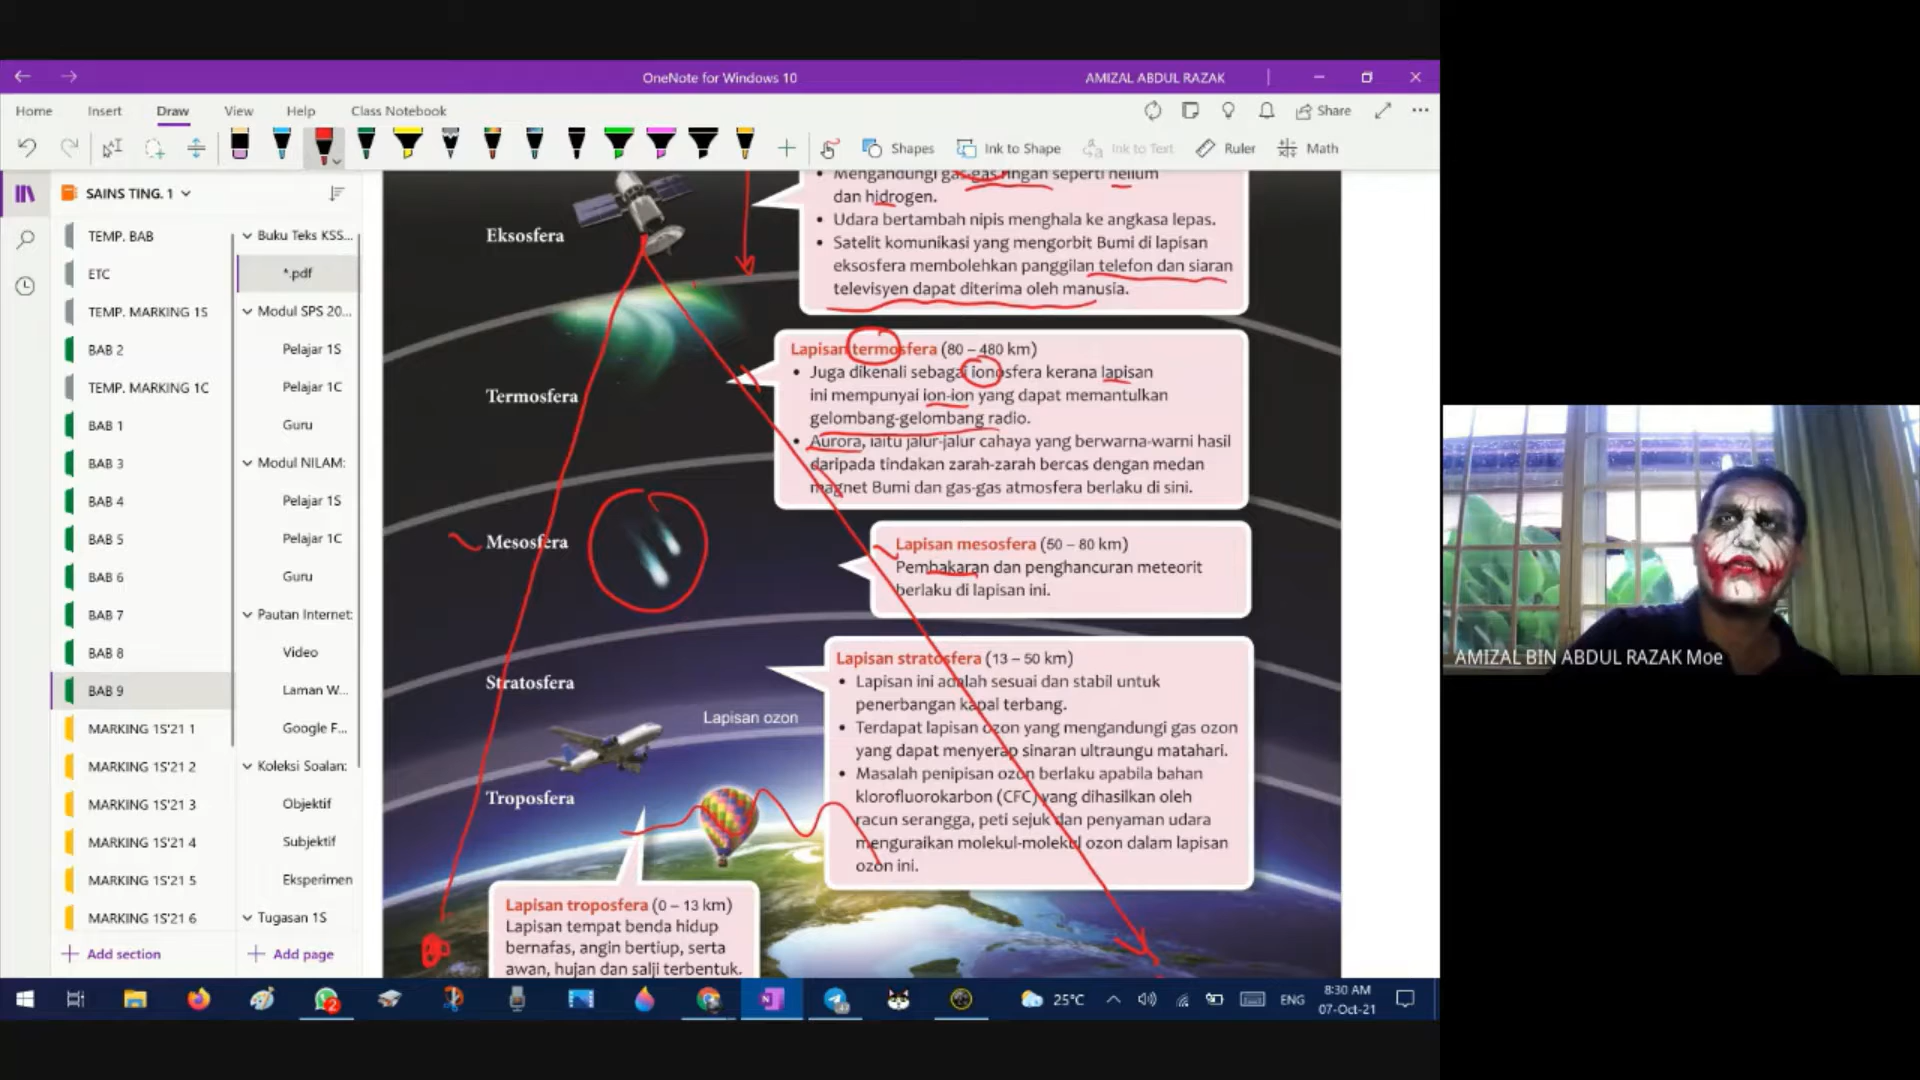 OneNote for Windows 10
AMIZAL ABDUL RAZAK
Home
Insert
Draw
View
Help
Class Notebook
Share
Shapes
Ink to Shape
Ink to Text
Ruler
Math
SAINS TING. 1
TEMP. BAB
ETC
TEMP. MARKING 1S
BAB 2
TEMP. MARKING 1C
BAB 1
BAB 3
BAB 4
BAB 5
BAB 6
BAB 7
BAB 8
BAB 9
MARKING 1S'21 1
MARKING 1S'21 2
MARKING 1S'21 3
MARKING 1S'21 4
MARKING 1S'21 5
MARKING 1S'21 6
Add section
Buku Teks KSS...
*.pdf
Modul SPS 20...
Pelajar 1S
Pelajar 1C
Guru
Modul NILAM:
Pelajar 1S
Pelajar 1C
Guru
Pautan Internet:
Video
Laman W...
Google F...
Koleksi Soalan:
Objektif
Subjektif
Eksperimen
Tugasan 1S
Add page
Eksosfera
Mengandungi gas-gas ringan seperti helium
dan hidrogen.
Udara bertambah nipis menghala ke angkasa lepas.
Satelit komunikasi yang mengorbit Bumi di lapisan
eksosfera membolehkan panggilan telefon dan siaran
televisyen dapat diterima oleh manusia.
Termosfera
Lapisan termosfera (80 – 480 km)
Juga dikenali sebagai ionosfera kerana lapisan
ini mempunyai ion-ion yang dapat memantulkan
gelombang-gelombang radio.
Aurora, iaitu jalur-jalur cahaya yang berwarna-warni hasil
daripada tindakan zarah-zarah bercas dengan medan
magnet Bumi dan gas-gas atmosfera berlaku di sini.
Mesosfera
Lapisan mesosfera (50 – 80 km)
Pembakaran dan penghancuran meteorit
berlaku di lapisan ini.
Stratosfera
Lapisan ozon
Lapisan stratosfera (13 – 50 km)
Lapisan ini adalah sesuai dan stabil untuk
penerbangan kapal terbang.
Terdapat lapisan ozon yang mengandungi gas ozon
yang dapat menyerap sinaran ultraungu matahari.
Masalah penipisan ozon berlaku apabila bahan
klorofluorokarbon (CFC) yang dihasilkan oleh
racun serangga, peti sejuk dan penyaman udara
menguraikan molekul-molekul ozon dalam lapisan
ozon ini.
Troposfera
Lapisan troposfera (0 – 13 km)
Lapisan tempat benda hidup
bernafas, angin bertiup, serta
awan, hujan dan salji terbentuk.
AMIZAL BIN ABDUL RAZAK Moe
2
25°C
ENG
8:30 AM
07-Oct-21